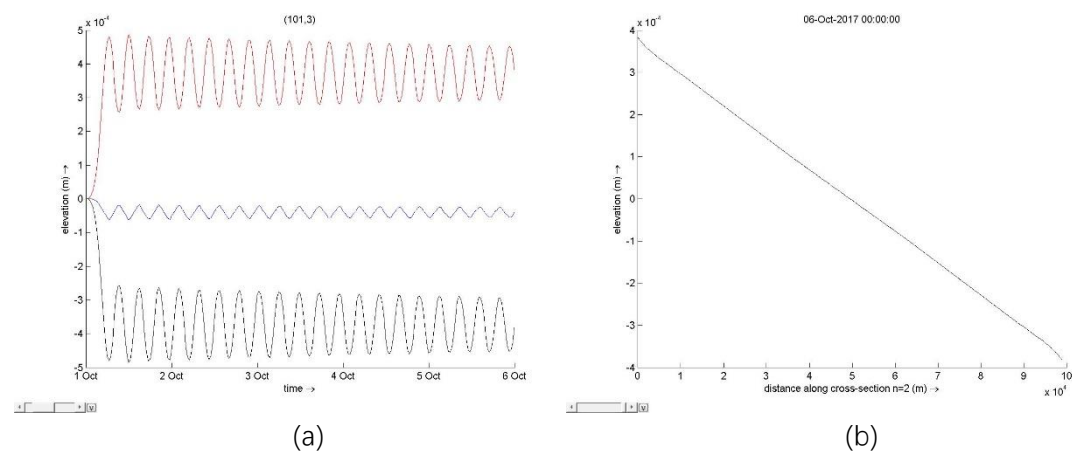 x 10⁻⁴
(101,3)
5
4
3
2
1
0
-1
-2
-3
-4
-5
elevation (m) →
1 Oct
2 Oct
3 Oct
4 Oct
5 Oct
6 Oct
time →
(a)
x 10⁻⁴
06-Oct-2017 00:00:00
4
3
2
1
0
-1
-2
-3
-4
elevation (m) →
0
1
2
3
4
5
6
7
8
9
10
distance along cross-section n=2 (m) →
x 10⁴
(b)